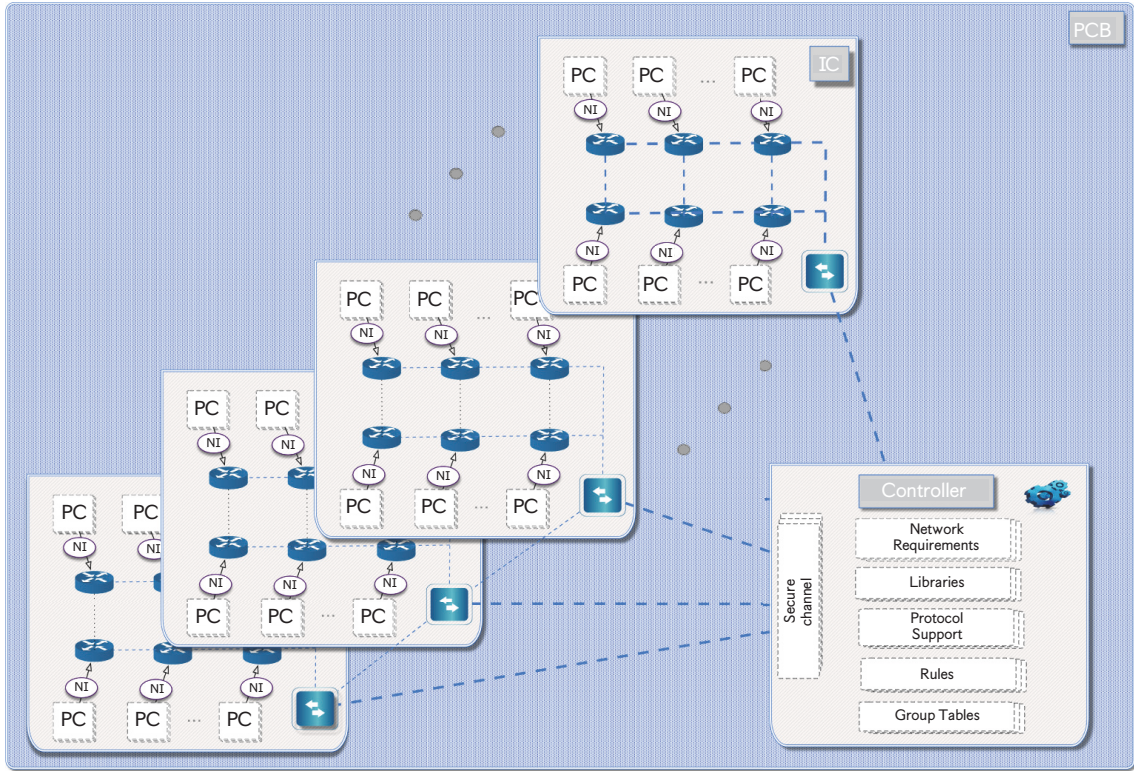 PCB
IC
PC PC ... PC
NI NI NI
NI NI NI
PC PC ... PC
PC PC ... PC
NI NI NI
NI NI NI
PC PC ... PC
PC PC
NI NI
NI NI NI
PC PC ... PC
PC PC
NI NI
NI NI NI
PC PC ... PC
Controller
Secure
channel
Network
Requirements
Libraries
Protocol
Support
Rules
Group Tables